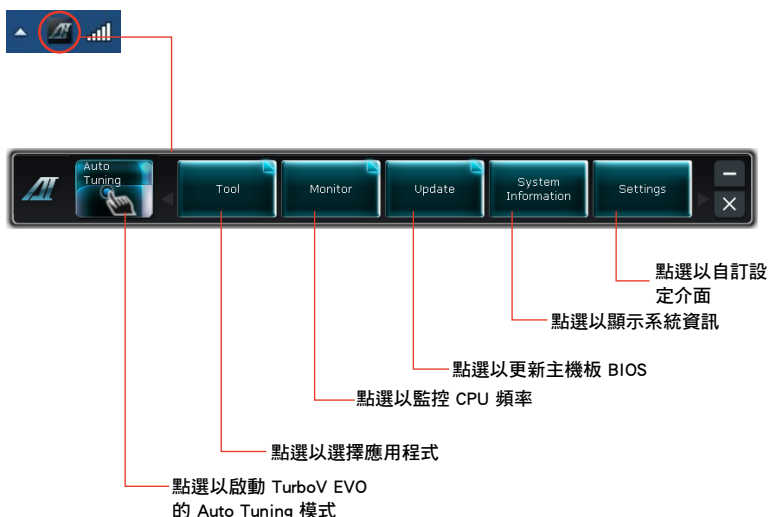 Auto
Tuning
Tool
Monitor
Update
System
Information
Settings
點選以自訂設
定介面
點選以顯示系統資訊
點選以更新主機板 BIOS
點選以監控 CPU 頻率
點選以選擇應用程式
點選以啟動 TurboV EVO
的 Auto Tuning 模式